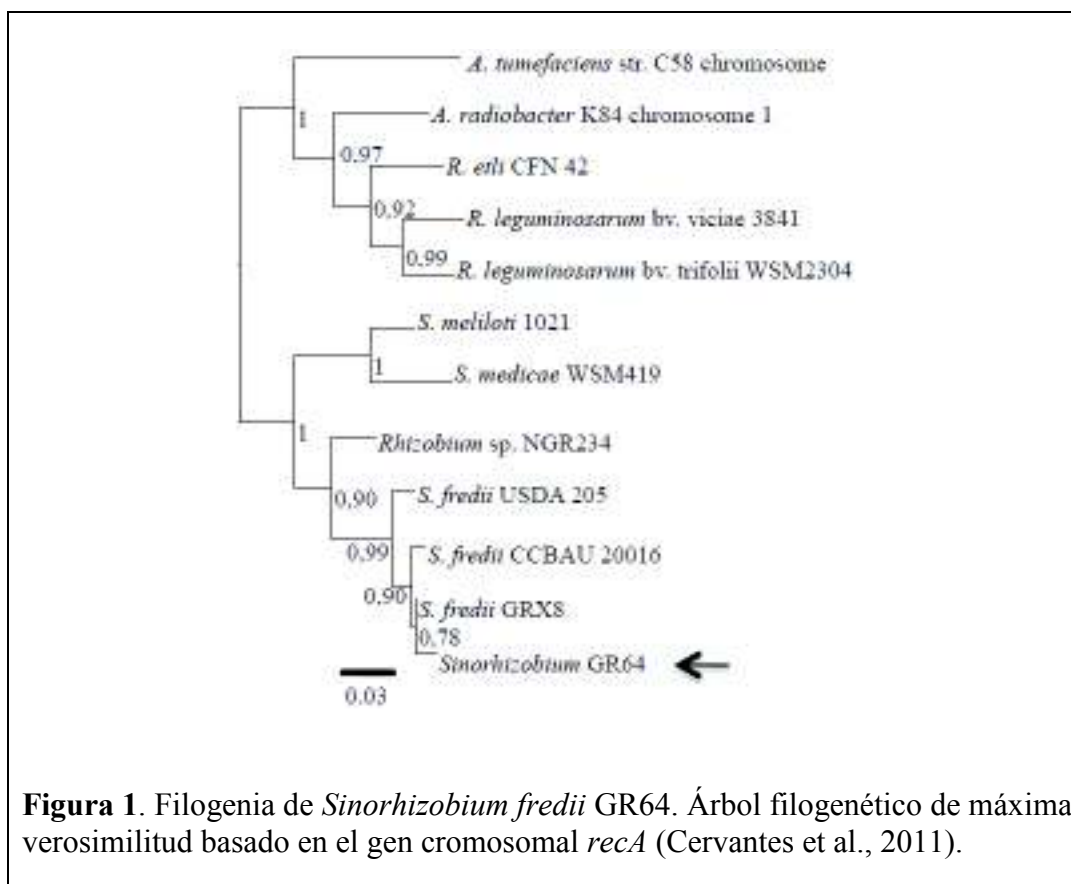 A. tumefaciens str. C58 chromosome
1
A. radiobacter K84 chromosome 1
0.97
R. etli CFN 42
0.92
R. leguminosarum bv. viciae 3841
0.99
R. leguminosarum bv. trifolii WSM2304
S. meliloti 1021
1
S. medicae WSM419
1
Rhizobium sp. NGR234
0,90
S. fredii USDA 205
0.99
S. fredii CCBAU 20016
0,90
S. fredii GRX8
0.78
Sinorhizobium GR64
0.03
Figura 1. Filogenia de Sinorhizobium fredii GR64. Árbol filogenético de máxima
verosimilitud basado en el gen cromosomal recA (Cervantes et al., 2011).